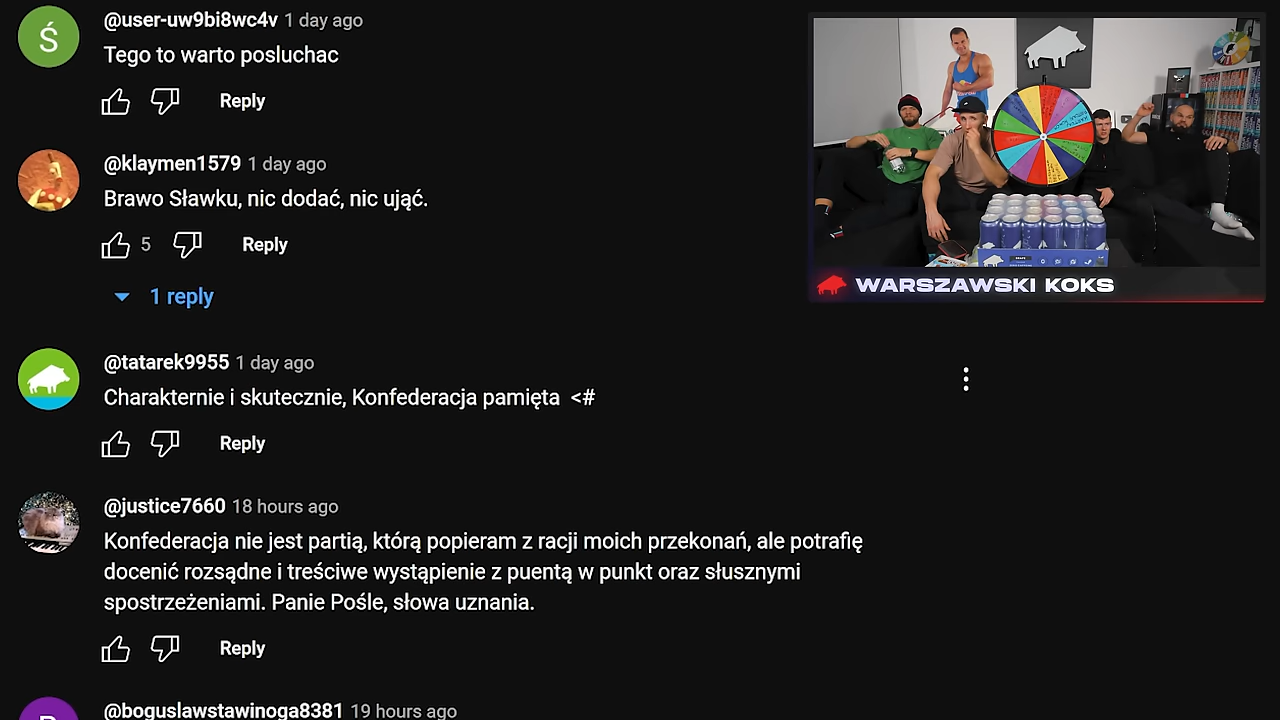 Ś
@user-uw9bi8wc4v 1 day ago
Tego to warto posluchac
Reply
@klaymen1579 1 day ago
Brawo Sławku, nic dodać, nic ująć.
5
Reply
1 reply
@tatarek9955 1 day ago
Charakternie i skutecznie, Konfederacja pamięta <#
Reply
@justice7660 18 hours ago
Konfederacja nie jest partią, którą popieram z racji moich przekonań, ale potrafię
docenić rozsądne i treściwe wystąpienie z puentą w punkt oraz słusznymi
spostrzeżeniami. Panie Pośle, słowa uznania.
Reply
@boguslawstawinoga8381 19 hours ago
WARSZAWSKI KOKS